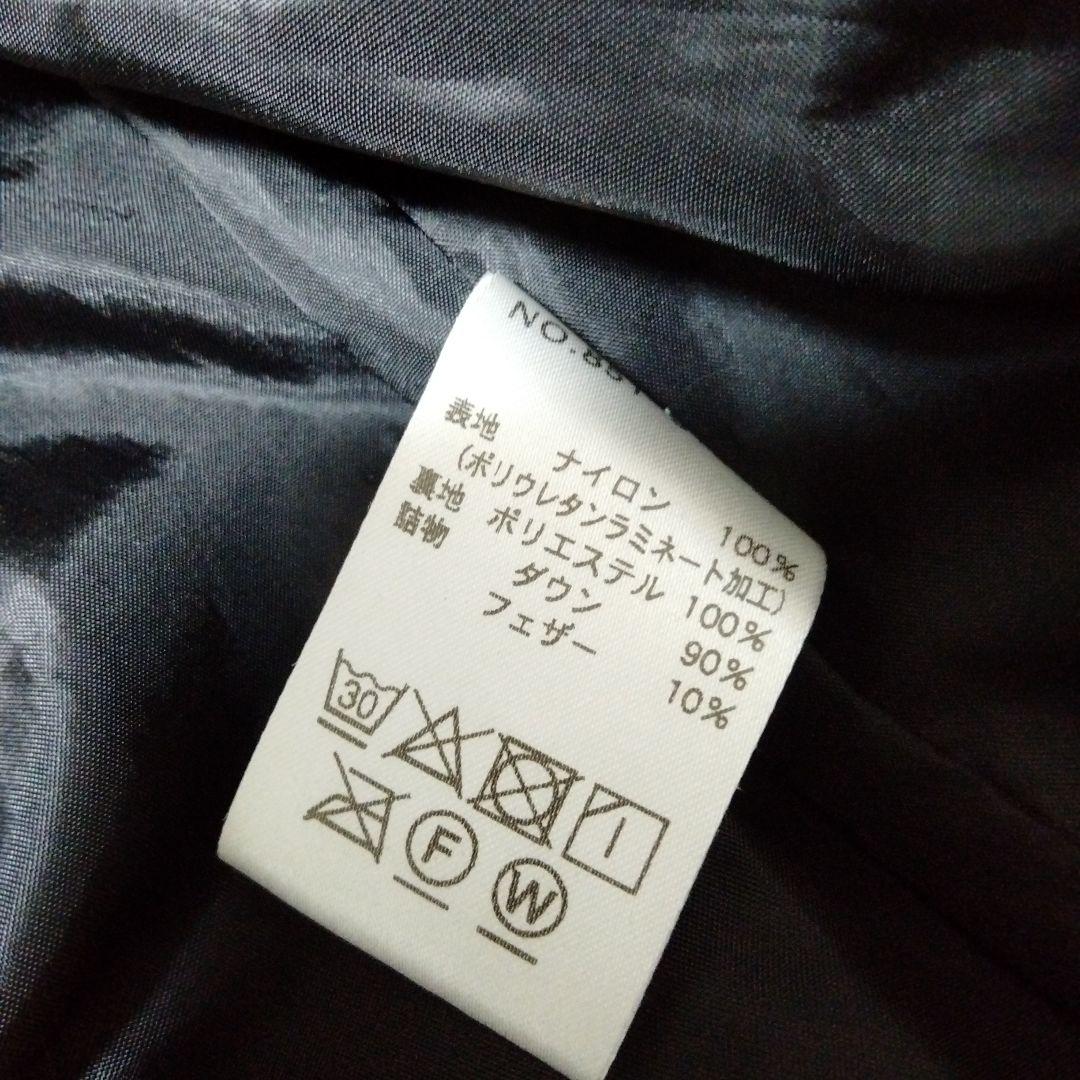 NO.851
表地 ナイロン 100%
(ポリウレタンラミネート加工)
裏地 ポリエステル 100%
詰物 ダウン 90%
フェザー 10%
30
F
W